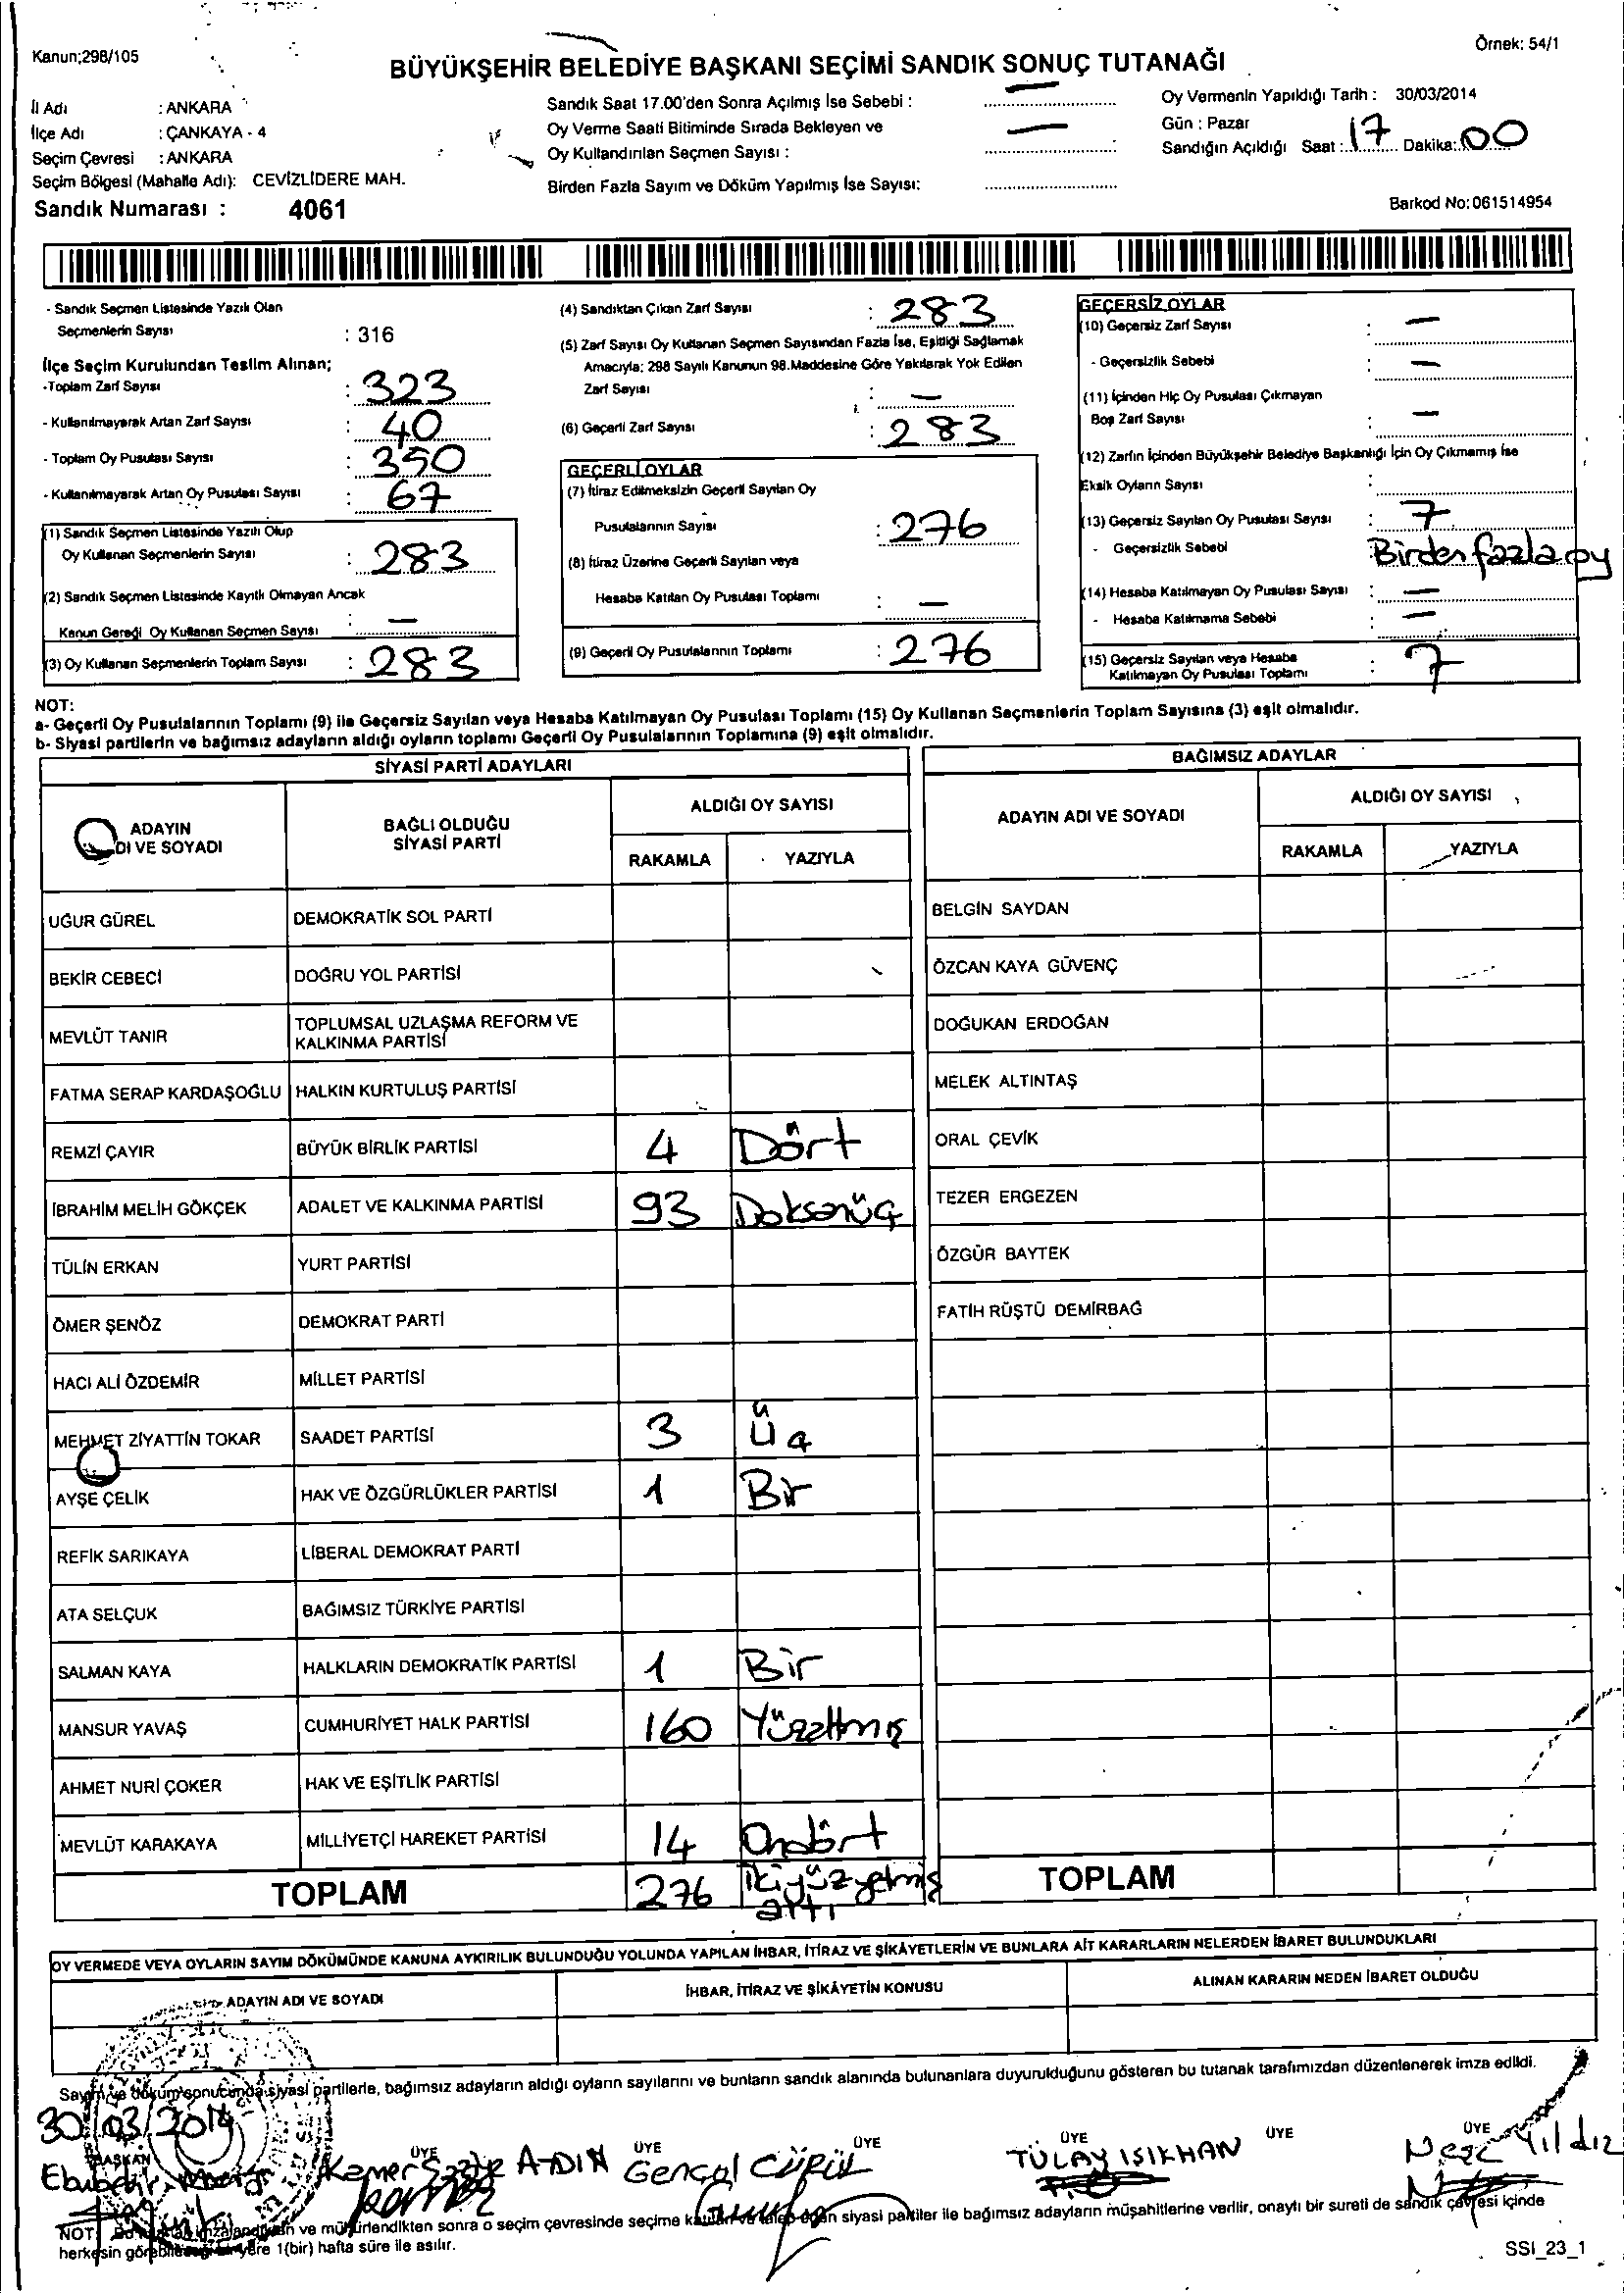 Kanun;298/105
Örnek: 54/1
BÜYÜKŞEHİR BELEDİYE BAŞKANI SEÇİMİ SANDIK SONUÇ TUTANAĞI
İl Adı : ANKARA
İlçe Adı : ÇANKAYA - 4
Seçim Çevresi : ANKARA
Seçim Bölgesi (Mahalle Adı): CEVİZLİDERE MAH.
Sandık Numarası : 4061
Sandık Saat 17.00'den Sonra Açılmış İse Sebebi : —
Oy Verme Saati Bitiminde Sırada Bekleyen ve
Oy Kullandırılan Seçmen Sayısı : —
Birden Fazla Sayım ve Döküm Yapılmış İse Sayısı:
Oy Vermenin Yapıldığı Tarih : 30/03/2014
Gün : Pazar
Sandığın Açıldığı Saat : 17 Dakika: 00
Barkod No:061514954
- Sandık Seçmen Listesinde Yazılı Olan
Seçmenlerin Sayısı : 316
İlçe Seçim Kurulundan Teslim Alınan;
-Toplam Zarf Sayısı : 323
- Kullanılmayarak Artan Zarf Sayısı : 40
- Toplam Oy Pusulası Sayısı : 350
- Kullanılmayarak Artan Oy Pusulası Sayısı : 67
(1) Sandık Seçmen Listesinde Yazılı Olup
Oy Kullanan Seçmenlerin Sayısı : 283
(2) Sandık Seçmen Listesinde Kayıtlı Olmayan Ancak
Kanun Gereği Oy Kullanan Seçmen Sayısı : —
(3) Oy Kullanan Seçmenlerin Toplam Sayısı : 283
(4) Sandıktan Çıkan Zarf Sayısı : 283
(5) Zarf Sayısı Oy Kullanan Seçmen Sayısından Fazla İse, Eşitliği Sağlamak
Amacıyla; 298 Sayılı Kanunun 98.Maddesine Göre Yakılarak Yok Edilen
Zarf Sayısı : —
(6) Geçerli Zarf Sayısı : 283
GEÇERLİ OYLAR
(7) İtiraz Edilmeksizin Geçerli Sayılan Oy
Pusulalarının Sayısı : 276
(8) İtiraz Üzerine Geçerli Sayılan veya
Hesaba Katılan Oy Pusulası Toplamı : —
(9) Geçerli Oy Pusulalarının Toplamı : 276
GEÇERSİZ OYLAR
(10) Geçersiz Zarf Sayısı : —
- Geçersizlik Sebebi : —
(11) İçinden Hiç Oy Pusulası Çıkmayan
Boş Zarf Sayısı : —
(12) Zarfın İçinden Büyükşehir Belediye Başkanlığı İçin Oy Çıkmamış İse
Eksik Oyların Sayısı :
(13) Geçersiz Sayılan Oy Pusulası Sayısı : 7
- Geçersizlik Sebebi Birden fazla oy
(14) Hesaba Katılmayan Oy Pusulası Sayısı : —
- Hesaba Katılmama Sebebi : —
(15) Geçersiz Sayılan veya Hesaba
Katılmayan Oy Pusulası Toplamı : 7
NOT:
a- Geçerli Oy Pusulalarının Toplamı (9) ile Geçersiz Sayılan veya Hesaba Katılmayan Oy Pusulası Toplamı (15) Oy Kullanan Seçmenlerin Toplam Sayısına (3) eşit olmalıdır.
b- Siyasi partilerin ve bağımsız adayların aldığı oyların toplamı Geçerli Oy Pusulalarının Toplamına (9) eşit olmalıdır.
SİYASİ PARTİ ADAYLARI
ADAYIN
ADI VE SOYADI
BAĞLI OLDUĞU
SİYASİ PARTİ
ALDIĞI OY SAYISI
RAKAMLA YAZIYLA
UĞUR GÜREL DEMOKRATİK SOL PARTİ
BEKİR CEBECİ DOĞRU YOL PARTİSİ
MEVLÜT TANIR TOPLUMSAL UZLAŞMA REFORM VE
KALKINMA PARTİSİ
FATMA SERAP KARDAŞOĞLU HALKIN KURTULUŞ PARTİSİ
REMZİ ÇAYIR BÜYÜK BİRLİK PARTİSİ 4 Dört
İBRAHİM MELİH GÖKÇEK ADALET VE KALKINMA PARTİSİ 93 Doksanüç
TÜLİN ERKAN YURT PARTİSİ
ÖMER ŞENÖZ DEMOKRAT PARTİ
HACI ALİ ÖZDEMİR MİLLET PARTİSİ
MEHMET ZİYATTİN TOKAR SAADET PARTİSİ 3 Üç
AYŞE ÇELİK HAK VE ÖZGÜRLÜKLER PARTİSİ 1 Bir
REFİK SARIKAYA LİBERAL DEMOKRAT PARTİ
ATA SELÇUK BAĞIMSIZ TÜRKİYE PARTİSİ
SALMAN KAYA HALKLARIN DEMOKRATİK PARTİSİ 1 Bir
MANSUR YAVAŞ CUMHURİYET HALK PARTİSİ 160 Yüzaltmış
AHMET NURİ ÇOKER HAK VE EŞİTLİK PARTİSİ
MEVLÜT KARAKAYA MİLLİYETÇİ HAREKET PARTİSİ 14 Ondört
TOPLAM 276 İkiyüzyetmiş
altı
BAĞIMSIZ ADAYLAR
ADAYIN ADI VE SOYADI
ALDIĞI OY SAYISI
RAKAMLA YAZIYLA
BELGİN SAYDAN
ÖZCAN KAYA GÜVENÇ
DOĞUKAN ERDOĞAN
MELEK ALTINTAŞ
ORAL ÇEVİK
TEZER ERGEZEN
ÖZGÜR BAYTEK
FATİH RÜŞTÜ DEMİRBAĞ
TOPLAM
OY VERMEDE VEYA OYLARIN SAYIM DÖKÜMÜNDE KANUNA AYKIRILIK BULUNDUĞU YOLUNDA YAPILAN İHBAR, İTİRAZ VE ŞİKÂYETLERİN VE BUNLARA AİT KARARLARIN NELERDEN İBARET BULUNDUKLARI
ADAYIN ADI VE SOYADI
İHBAR, İTİRAZ VE ŞİKÂYETİN KONUSU
ALINAN KARARIN NEDEN İBARET OLDUĞU
Sayım ve döküm sonucunda siyasi partilerle, bağımsız adayların aldığı oyların sayılarını ve bunların sandık alanında bulunanlara duyurulduğunu gösteren bu tutanak tarafımızdan düzenlenerek imza edildi.
30/03/2014
BAŞKAN ÜYE ÜYE ÜYE ÜYE ÜYE ÜYE
Kamer AYDIN Gençal TÜLAY IŞIKHAN Yıldız
NOT: ve mühürlendikten sonra o seçim çevresinde seçime katılan ve talep eden siyasi partiler ile bağımsız adayların müşahitlerine verilir, onaylı bir sureti de sandık çevresi içinde
herkesin görebileceği bir yere 1(bir) hafta süre ile asılır.
SSI_23_1